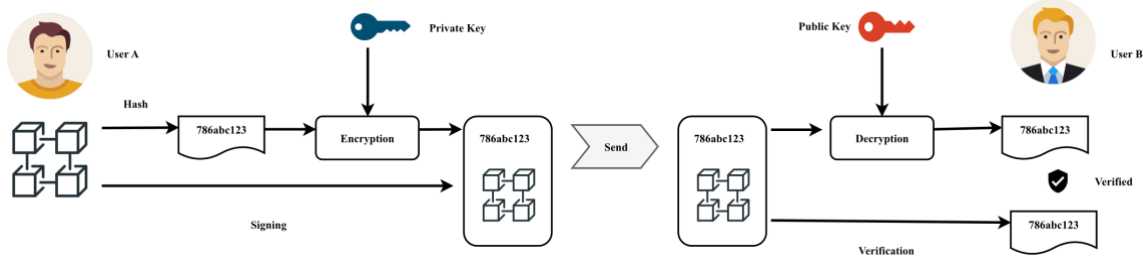 User A
Private Key
Public Key
User B
Hash
786abc123
Encryption
786abc123
Send
786abc123
Decryption
786abc123
Verified
Signing
786abc123
Verification